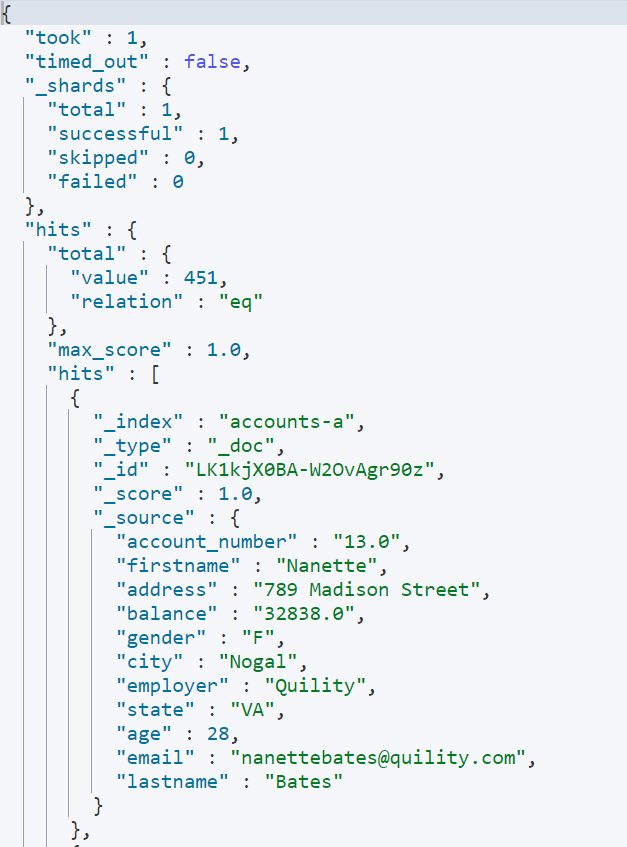 {
  "took" : 1,
  "timed_out" : false,
  "_shards" : {
    "total" : 1,
    "successful" : 1,
    "skipped" : 0,
    "failed" : 0
  },
  "hits" : {
    "total" : {
      "value" : 451,
      "relation" : "eq"
    },
    "max_score" : 1.0,
    "hits" : [
      {
        "_index" : "accounts-a",
        "_type" : "_doc",
        "_id" : "LK1kjX0BA-W2OvAgr90z",
        "_score" : 1.0,
        "_source" : {
          "account_number" : "13.0",
          "firstname" : "Nanette",
          "address" : "789 Madison Street",
          "balance" : "32838.0",
          "gender" : "F",
          "city" : "Nogal",
          "employer" : "Quility",
          "state" : "VA",
          "age" : 28,
          "email" : "nanettebates@quility.com",
          "lastname" : "Bates"
        }
      },